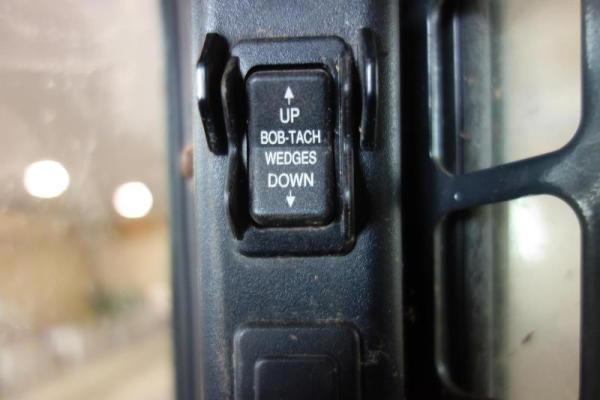 UP
BOB-TACH
WEDGES
DOWN